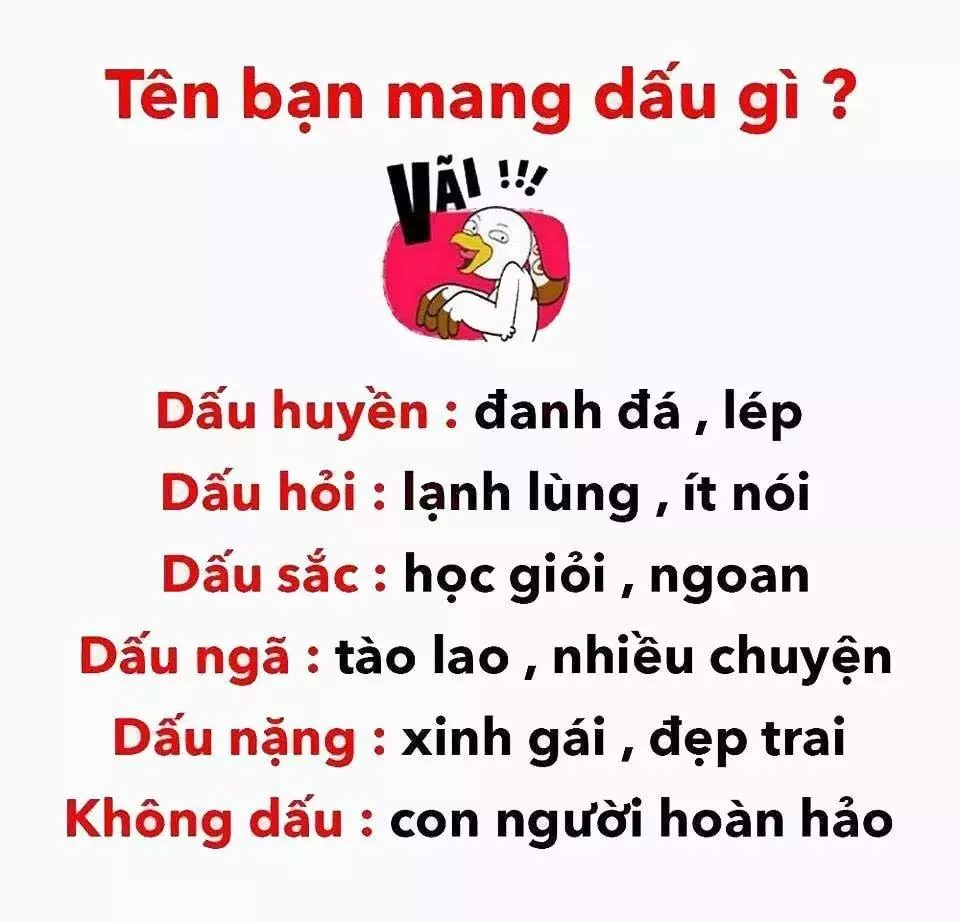 Tên bạn mang dấu gì ?
VÃI !!!
Dấu huyền : đanh đá , lép
Dấu hỏi : lạnh lùng , ít nói
Dấu sắc : học giỏi , ngoan
Dấu ngã : tào lao , nhiều chuyện
Dấu nặng : xinh gái , đẹp trai
Không dấu : con người hoàn hảo